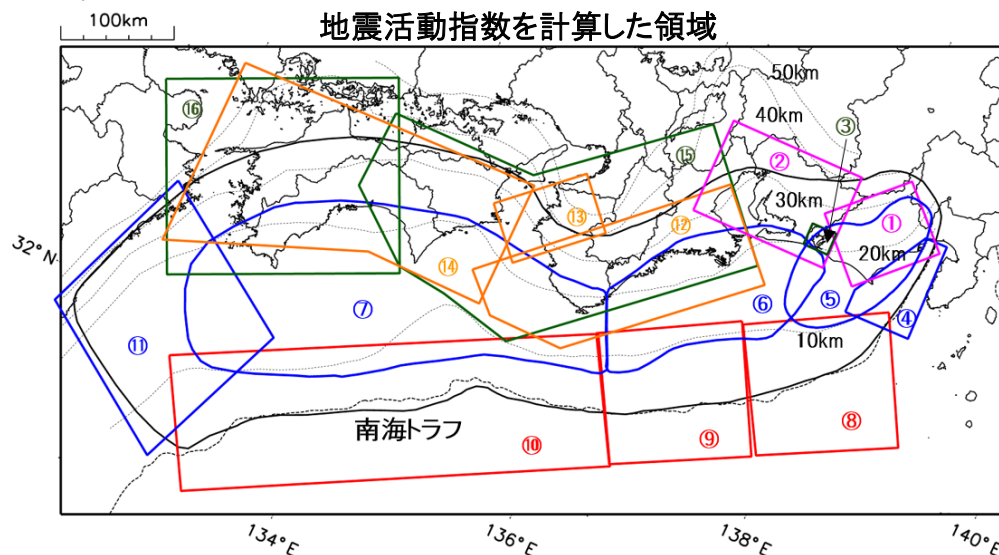 地震活動指数を計算した領域
100km
50km
40km
③
⑯
②
⑮
30km
⑬
⑫
①
32°N
20km
⑭
⑦
⑥
⑤
④
⑪
10km
南海トラフ
⑩
⑨
⑧
134°E
136°E
138°E
140°E